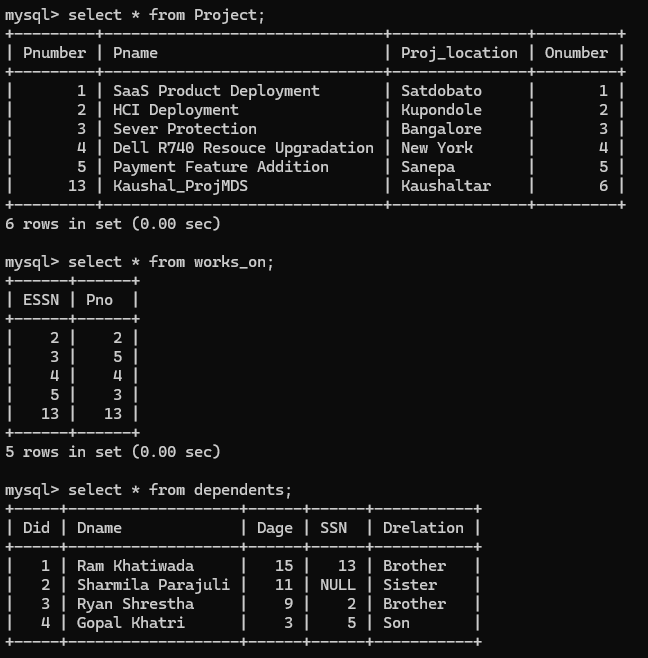 mysql> select * from Project;
+---------+-------------------------------+---------------+---------+
| Pnumber | Pname                         | Proj_location | Onumber |
+---------+-------------------------------+---------------+---------+
|       1 | SaaS Product Deployment       | Satdobato     |       1 |
|       2 | HCI Deployment                | Kupondole     |       2 |
|       3 | Sever Protection              | Bangalore     |       3 |
|       4 | Dell R740 Resouce Upgradation | New York      |       4 |
|       5 | Payment Feature Addition      | Sanepa        |       5 |
|      13 | Kaushal_ProjMDS               | Kaushaltar    |       6 |
+---------+-------------------------------+---------------+---------+
6 rows in set (0.00 sec)

mysql> select * from works_on;
+------+------+
| ESSN | Pno  |
+------+------+
|    2 |    2 |
|    3 |    5 |
|    4 |    4 |
|    5 |    3 |
|   13 |   13 |
+------+------+
5 rows in set (0.00 sec)

mysql> select * from dependents;
+-----+-------------------+------+------+-----------+
| Did | Dname             | Dage | SSN  | Drelation |
+-----+-------------------+------+------+-----------+
|   1 | Ram Khatiwada     |   15 |   13 | Brother   |
|   2 | Sharmila Parajuli |   11 | NULL | Sister    |
|   3 | Ryan Shrestha     |    9 |    2 | Brother   |
|   4 | Gopal Khatri      |    3 |    5 | Son       |
+-----+-------------------+------+------+-----------+